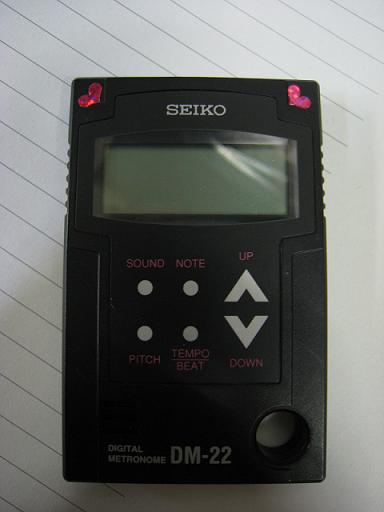 SEIKO
SOUND NOTE UP
PITCH TEMPO DOWN
BEAT
DIGITAL
METRONOME DM-22